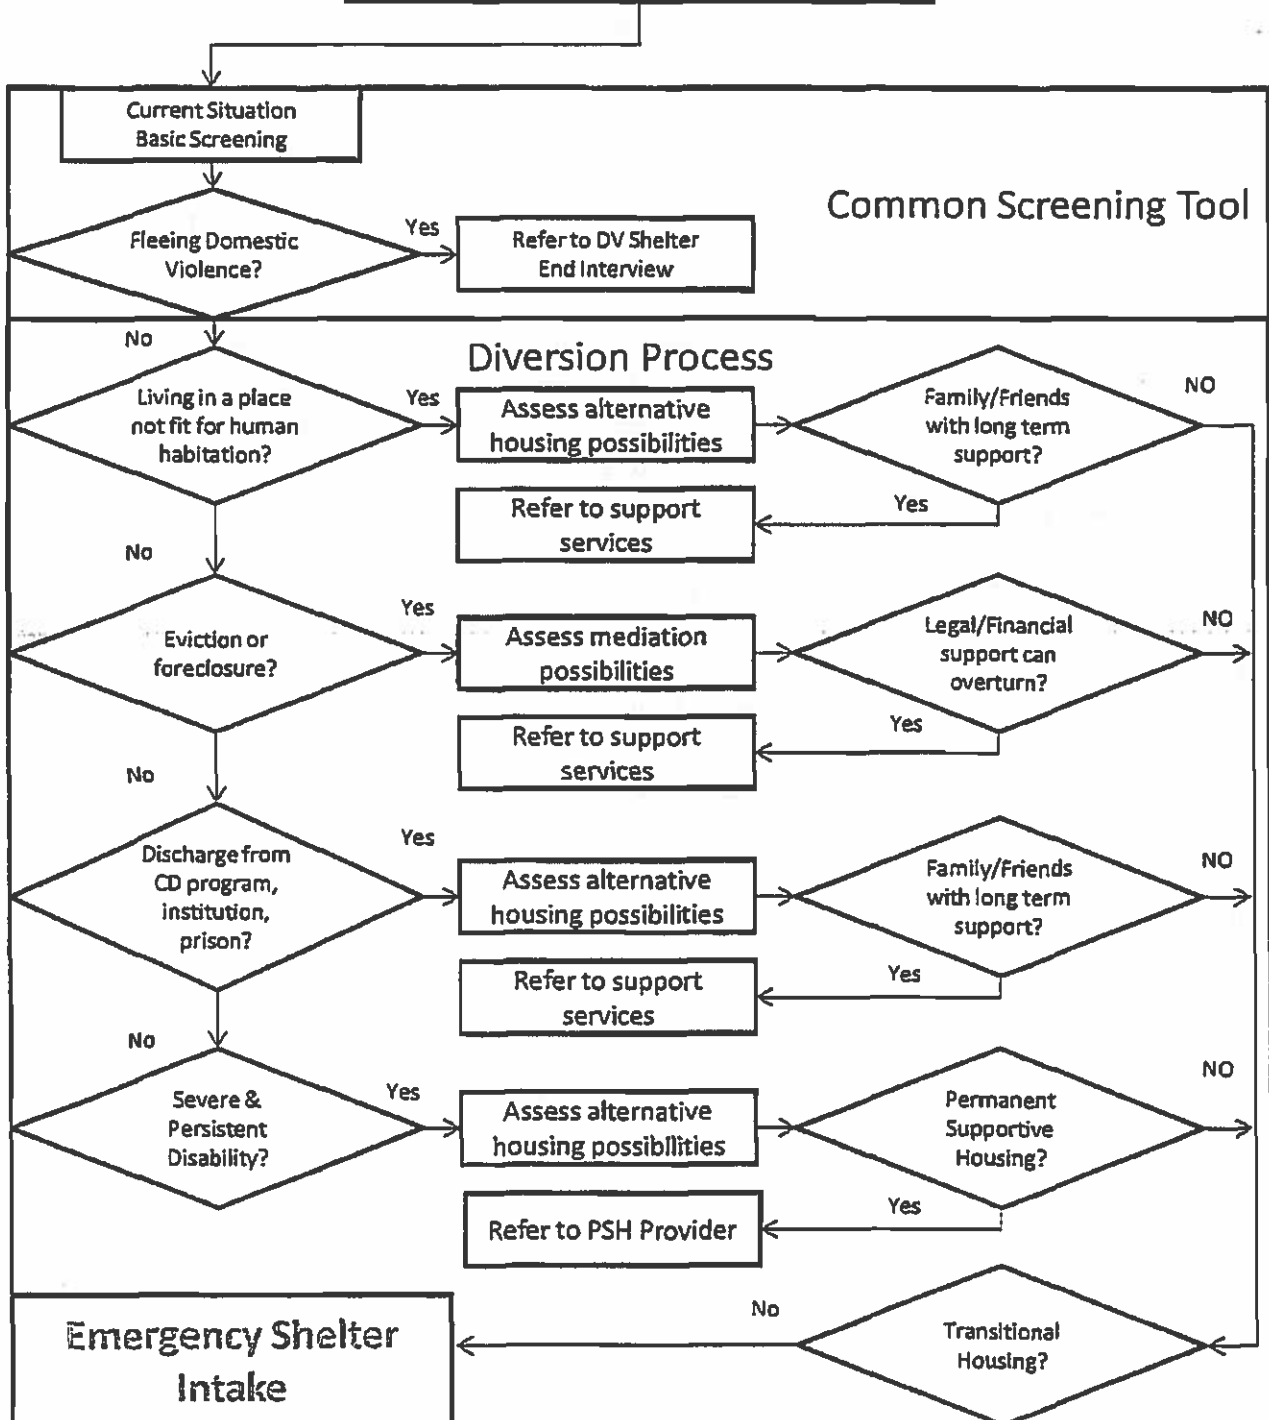 Current Situation
Basic Screening
Common Screening Tool
Fleeing Domestic
Violence?
Yes
Refer to DV Shelter
End Interview
No
Diversion Process
Living in a place
not fit for human
habitation?
Yes
Assess alternative
housing possibilities
Family/Friends
with long term
support?
NO
Yes
Refer to support
services
No
Eviction or
foreclosure?
Yes
Assess mediation
possibilities
Legal/Financial
support can
overturn?
NO
Yes
Refer to support
services
No
Discharge from
CD program,
institution,
prison?
Yes
Assess alternative
housing possibilities
Family/Friends
with long term
support?
NO
Yes
Refer to support
services
No
Severe &
Persistent
Disability?
Yes
Assess alternative
housing possibilities
Permanent
Supportive
Housing?
NO
Yes
Refer to PSH Provider
Transitional
Housing?
No
Emergency Shelter
Intake